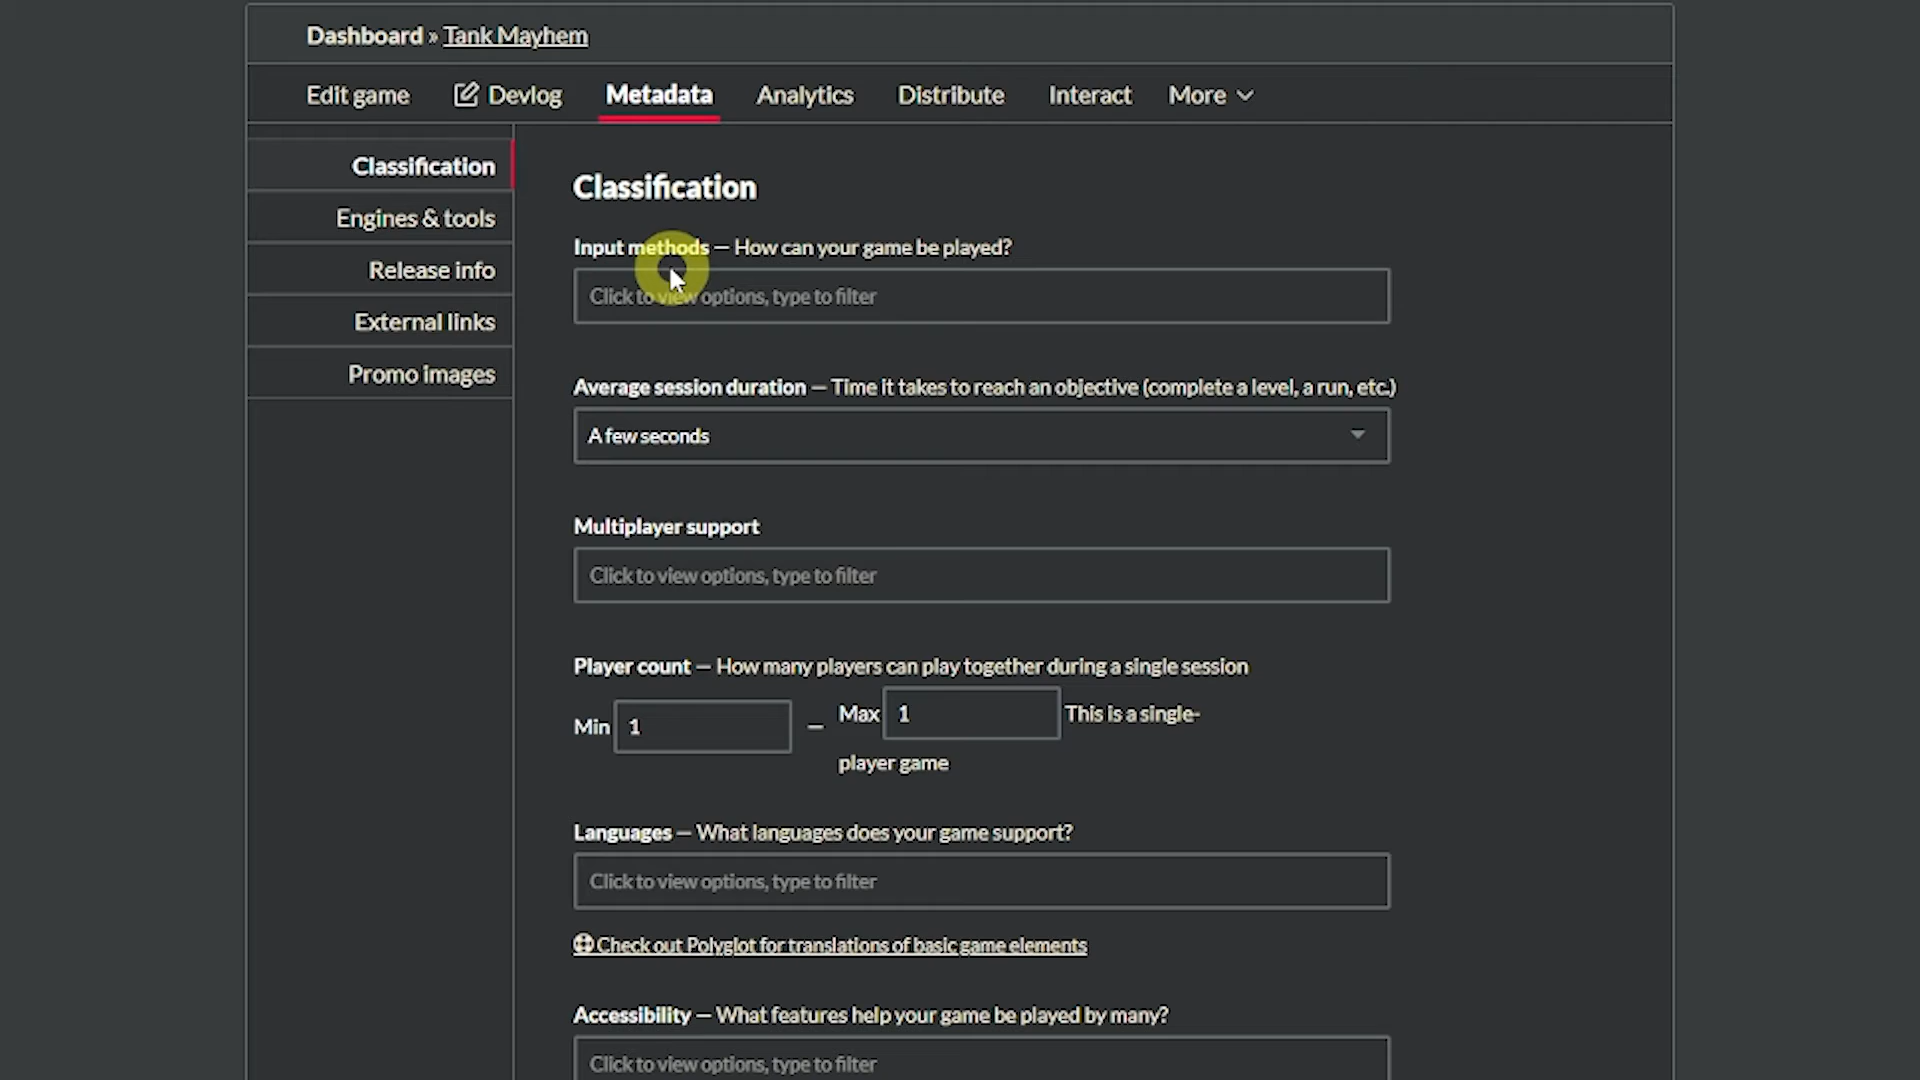 Dashboard » Tank Mayhem
Edit game Devlog Metadata Analytics Distribute Interact More
Classification
Engines & tools
Release info
External links
Promo images
Classification
Input methods — How can your game be played?
Click to view options, type to filter
Average session duration — Time it takes to reach an objective (complete a level, a run, etc.)
A few seconds
Multiplayer support
Click to view options, type to filter
Player count — How many players can play together during a single session
Min 1 — Max 1 This is a single-
player game
Languages — What languages does your game support?
Click to view options, type to filter
Check out Polyglot for translations of basic game elements
Accessibility — What features help your game be played by many?
Click to view options, type to filter